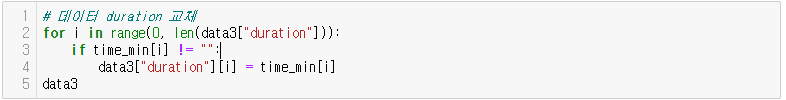 1 # 데이터 duration 교체
2 for i in range(0, len(data3["duration"])):
3     if time_min[i] != "":
4         data3["duration"][i] = time_min[i]
5 data3